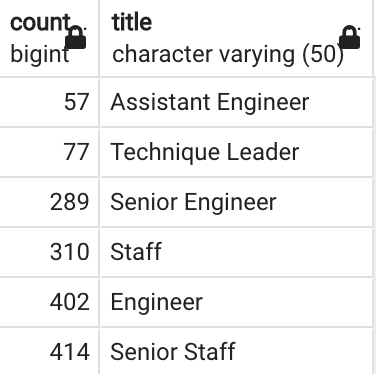 count title
bigint character varying (50)
57 Assistant Engineer
77 Technique Leader
289 Senior Engineer
310 Staff
402 Engineer
414 Senior Staff